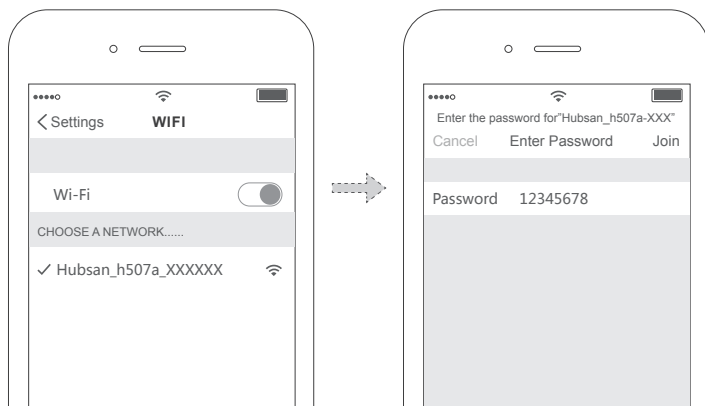 Settings WIFI
Wi-Fi
CHOOSE A NETWORK......
Hubsan_h507a_XXXXXX
Enter the password for"Hubsan_h507a-XXX"
Cancel Enter Password Join
Password 12345678